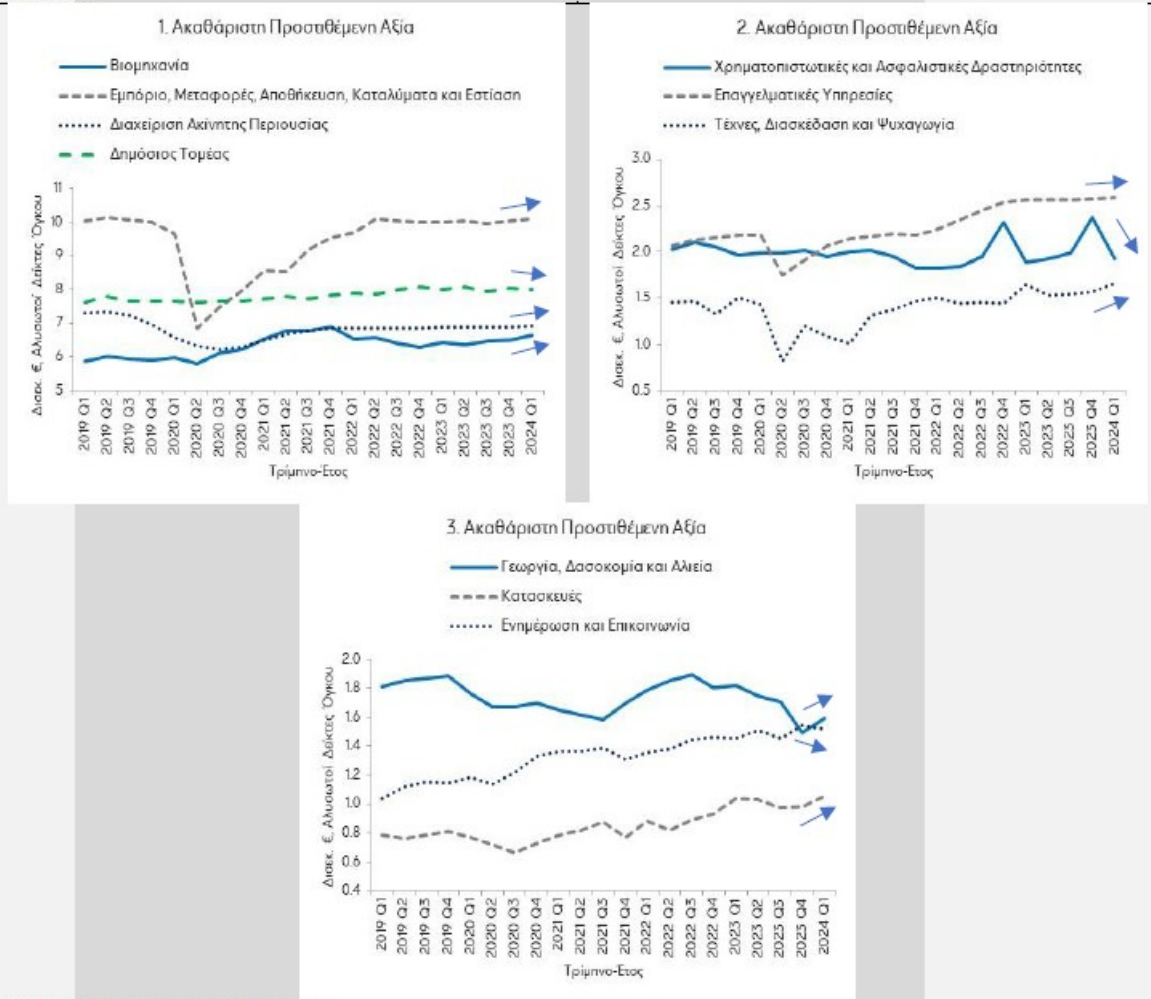 1. Ακαθάριστη Προστιθέμενη Αξία
Βιομηχανία
Εμπόριο, Μεταφορές, Αποθήκευση, Καταλύματα και Εστίαση
Διαχείριση Ακίνητης Περιουσίας
Δημόσιος Τομέας
Δισεκ. €, Αλυσωτοί Δείκτες Όγκου
11
10
9
8
7
6
5
2019 Q1
2019 Q2
2019 Q3
2019 Q4
2020 Q1
2020 Q2
2020 Q3
2020 Q4
2021 Q1
2021 Q2
2021 Q3
2021 Q4
2022 Q1
2022 Q2
2022 Q3
2022 Q4
2023 Q1
2023 Q2
2023 Q3
2023 Q4
2024 Q1
Τρίμηνο-Έτος
2. Ακαθάριστη Προστιθέμενη Αξία
Χρηματοπιστωτικές και Ασφαλιστικές Δραστηριότητες
Επαγγελματικές Υπηρεσίες
Τέχνες, Διασκέδαση και Ψυχαγωγία
Δισεκ. €, Αλυσωτοί Δείκτες Όγκου
3.0
2.5
2.0
1.5
1.0
0.5
2019 Q1
2019 Q2
2019 Q3
2019 Q4
2020 Q1
2020 Q2
2020 Q3
2020 Q4
2021 Q1
2021 Q2
2021 Q3
2021 Q4
2022 Q1
2022 Q2
2022 Q3
2022 Q4
2023 Q1
2023 Q2
2023 Q3
2023 Q4
2024 Q1
Τρίμηνο-Έτος
3. Ακαθάριστη Προστιθέμενη Αξία
Γεωργία, Δασοκομία και Αλιεία
Κατασκευές
Ενημέρωση και Επικοινωνία
Δισεκ. €, Αλυσωτοί Δείκτες Όγκου
2.0
1.8
1.6
1.4
1.2
1.0
0.8
0.6
0.4
2019 Q1
2019 Q2
2019 Q3
2019 Q4
2020 Q1
2020 Q2
2020 Q3
2020 Q4
2021 Q1
2021 Q2
2021 Q3
2021 Q4
2022 Q1
2022 Q2
2022 Q3
2022 Q4
2023 Q1
2023 Q2
2023 Q3
2023 Q4
2024 Q1
Τρίμηνο-Έτος